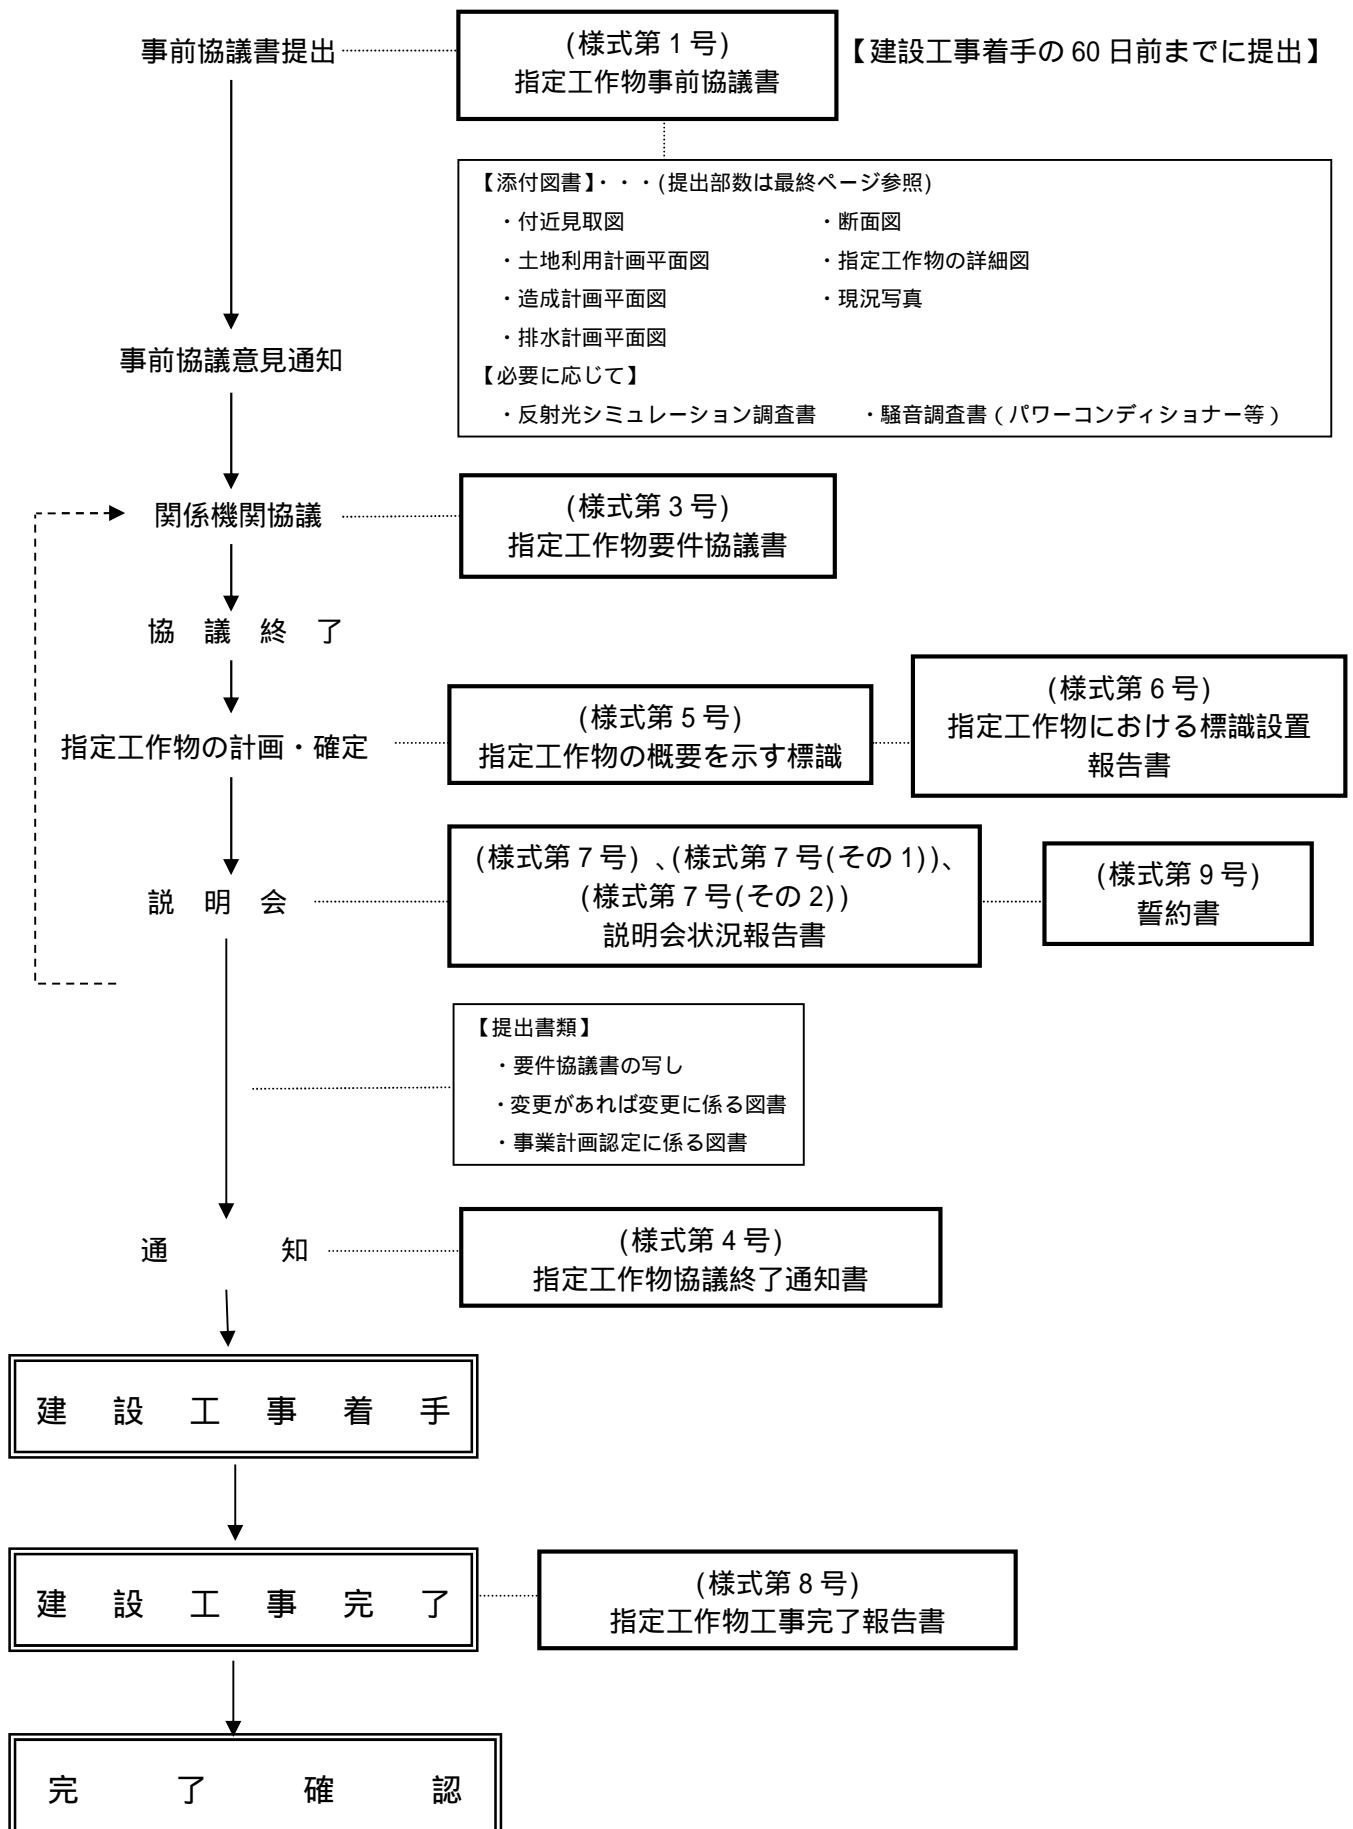 事前協議書提出
(様式第1号)
指定工作物事前協議書
【建設工事着手の60日前までに提出】
【添付図書】・・・(提出部数は最終ページ参照)
・付近見取図
・断面図
・土地利用計画平面図
・指定工作物の詳細図
・造成計画平面図
・現況写真
・排水計画平面図
【必要に応じて】
・反射光シミュレーション調査書
・騒音調査書(パワーコンディショナー等)
事前協議意見通知
関係機関協議
(様式第3号)
指定工作物要件協議書
協 議 終 了
指定工作物の計画・確定
(様式第5号)
指定工作物の概要を示す標識
(様式第6号)
指定工作物における標識設置
報告書
説 明 会
(様式第7号)、(様式第7号(その1))、
(様式第7号(その2))
説明会状況報告書
(様式第9号)
誓約書
【提出書類】
・要件協議書の写し
・変更があれば変更に係る図書
・事業計画認定に係る図書
通 知
(様式第4号)
指定工作物協議終了通知書
建 設 工 事 着 手
建 設 工 事 完 了
(様式第8号)
指定工作物工事完了報告書
完 了 確 認